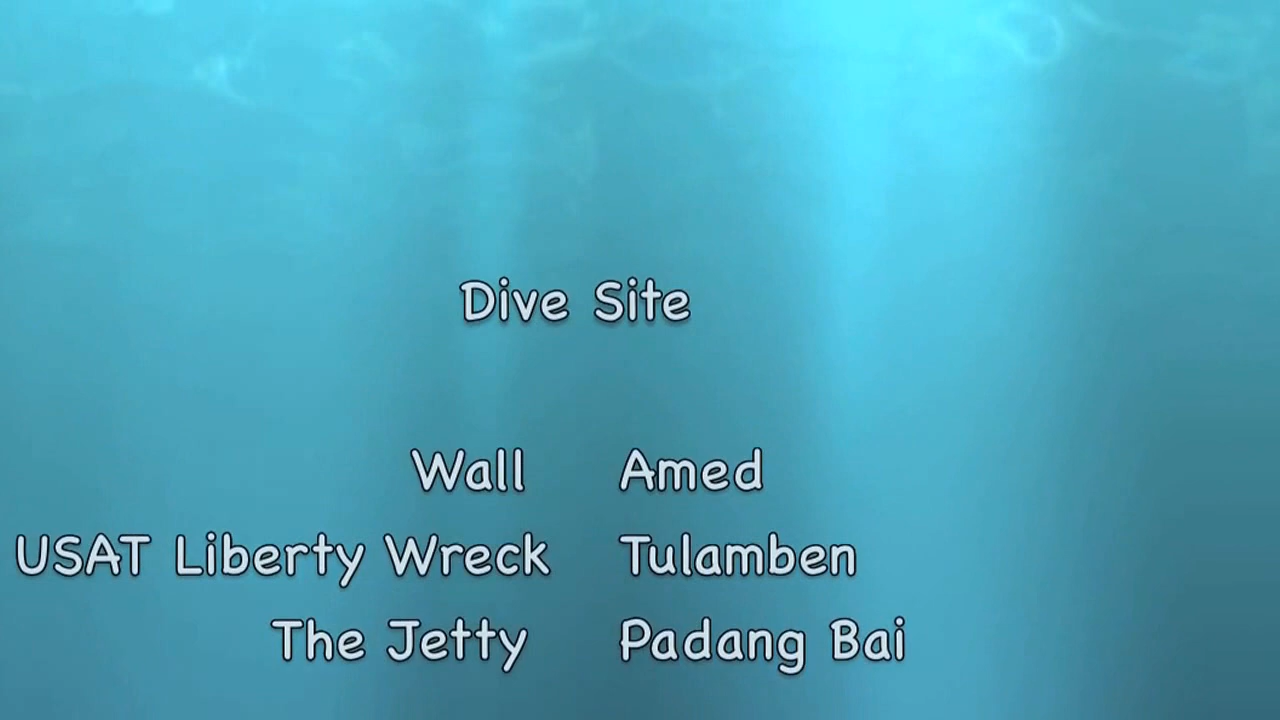 Dive Site
Wall Amed
USAT Liberty Wreck Tulamben
The Jetty Padang Bai